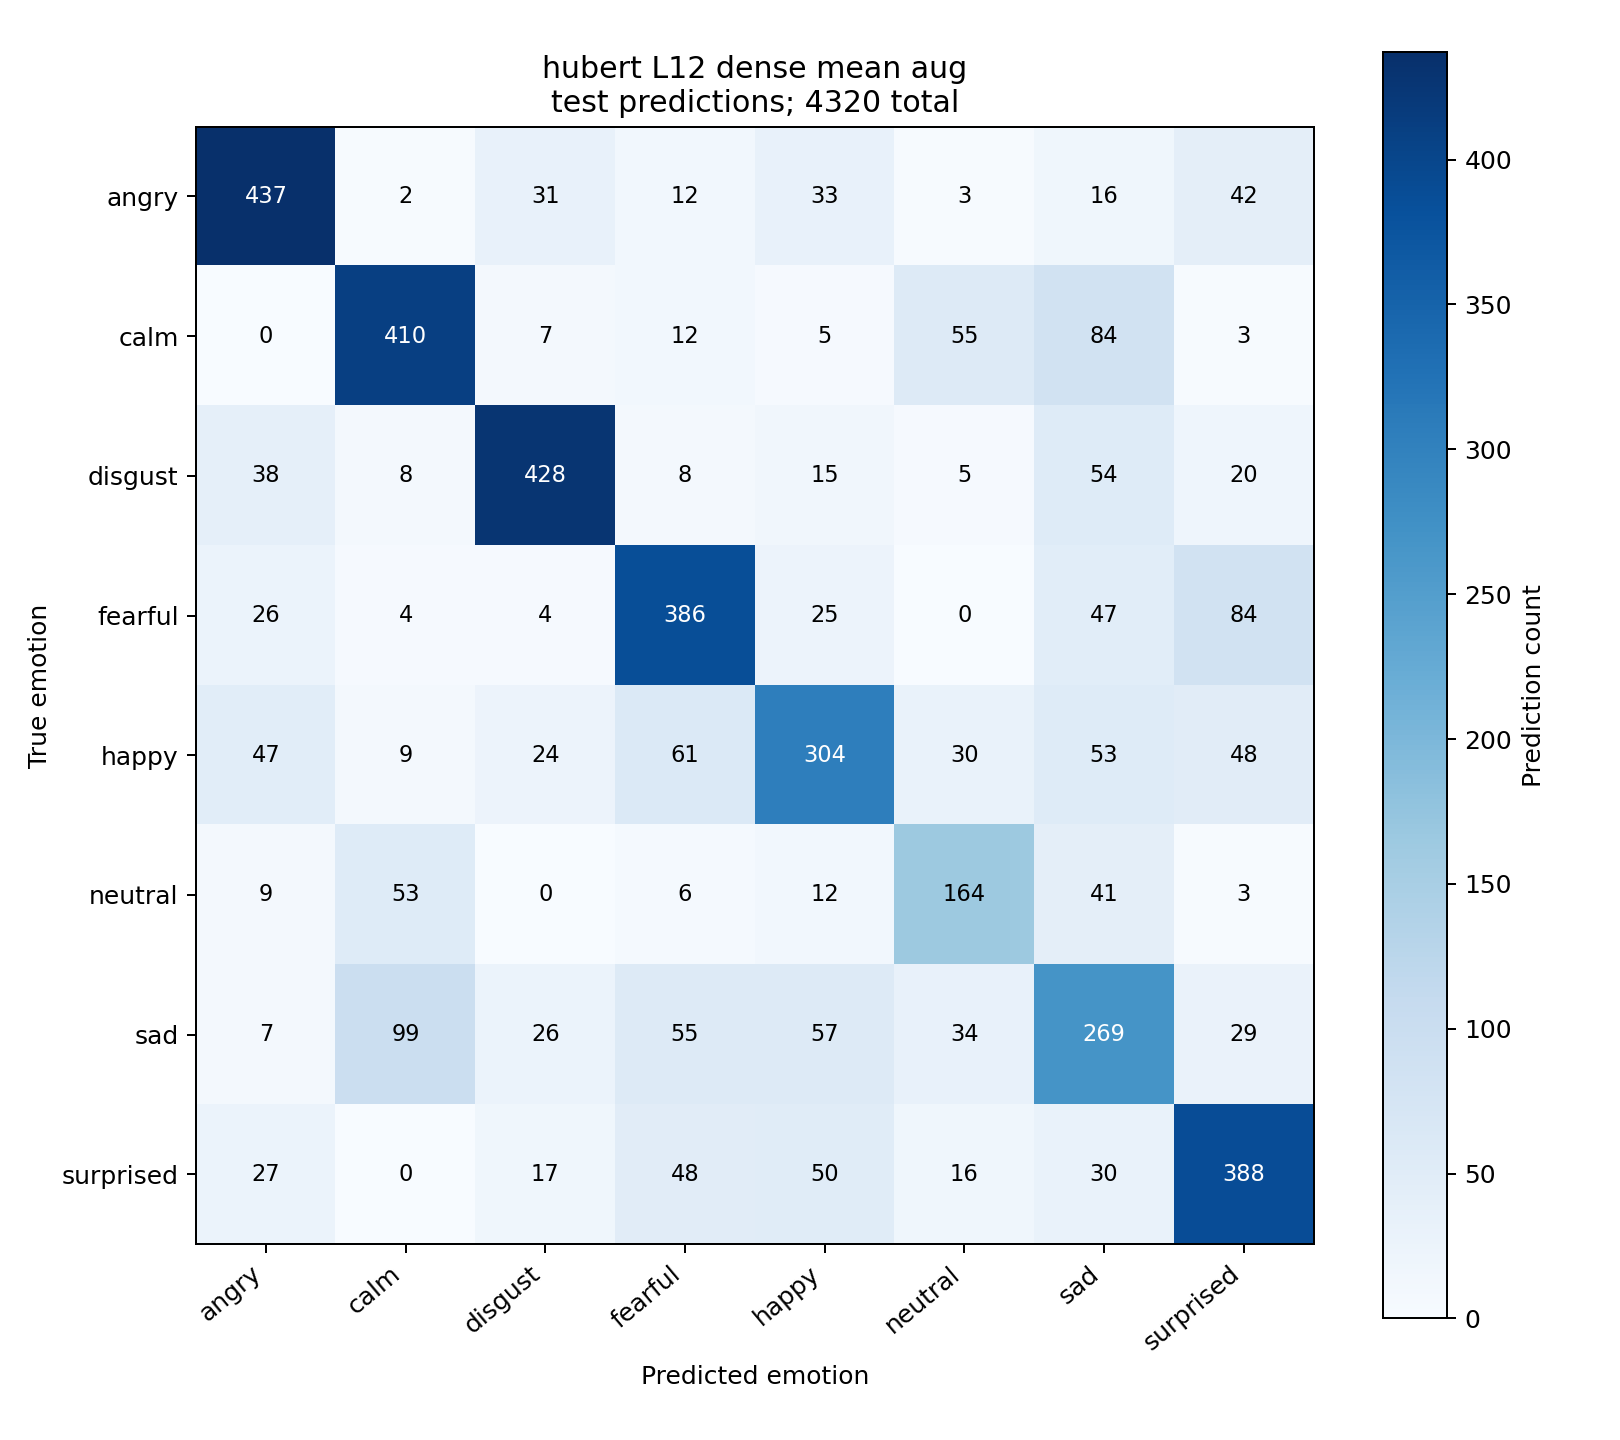 hubert L12 dense mean aug
test predictions; 4320 total
angry 437 2 31 12 33 3 16 42
calm 0 410 7 12 5 55 84 3
disgust 38 8 428 8 15 5 54 20
fearful 26 4 4 386 25 0 47 84
happy 47 9 24 61 304 30 53 48
neutral 9 53 0 6 12 164 41 3
sad 7 99 26 55 57 34 269 29
surprised 27 0 17 48 50 16 30 388
angry calm disgust fearful happy neutral sad surprised
Predicted emotion
True emotion
400
350
300
250
200
150
100
50
0
Prediction count